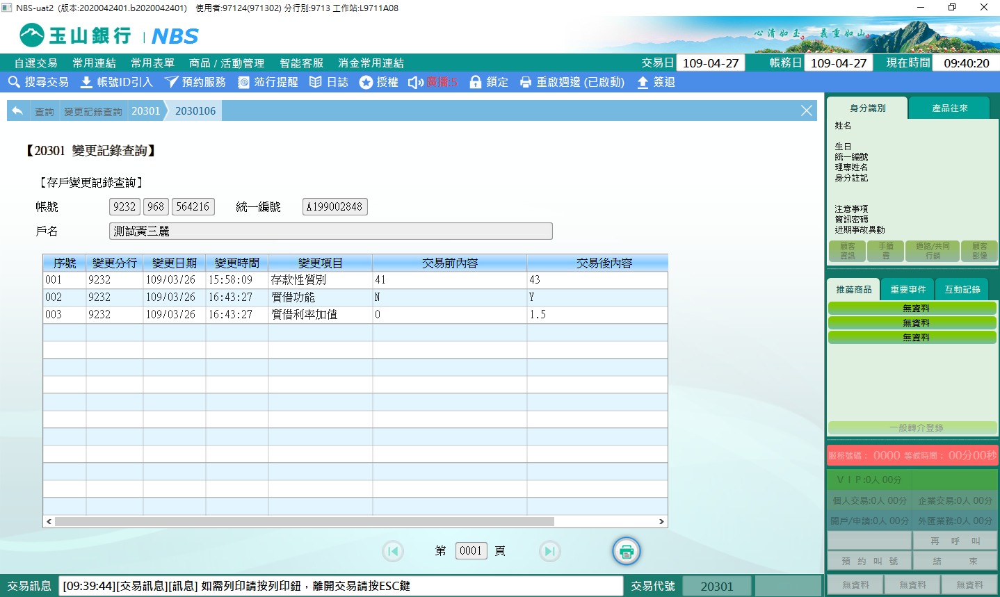 NBS-uat2 (版本:2020042401.b2020042401) 使用者:97124(971302) 分行別:9713 工作站:L9711A08
玉山銀行 | NBS
心清如玉。 義重如山。
自選交易 常用連結 常用表單 商品 / 活動管理 智能客服 消金常用連結 交易日 109-04-27 帳務日 109-04-27 現在時間 09:40:20
搜尋交易 帳號ID引入 預約服務 蒞行提醒 日誌 授權 廣播:5 鎖定 重啟週邊 (已啟動) 簽退
查詢 變更記錄查詢 20301 2030106
【20301 變更記錄查詢】
【存戶變更記錄查詢】
帳號 9232 968 564216 統一編號 A199002848
戶名 測試黃三麗
序號 變更分行 變更日期 變更時間 變更項目 交易前內容 交易後內容
001 9232 109/03/26 15:58:09 存款性質別 41 43
002 9232 109/03/26 16:43:27 質借功能 N Y
003 9232 109/03/26 16:43:27 質借利率加值 0 1.5
第 0001 頁
交易訊息 [09:39:44][交易訊息][訊息] 如需列印請按列印鈕，離開交易請按ESC鍵 交易代號 20301
身分識別 產品往來
姓名
生日
統一編號
理專姓名
身分註記
注意事項
簡訊密碼
近期事故異動
顧客資訊 手續費 通路/共同行銷 顧客影像
推薦商品 重要事件 互動記錄
無資料
無資料
無資料
一般轉介登錄
服務號碼： 0000 等候時間： 00分00秒
ＶＩＰ:0人 00分
個人交易:0人 00分 企業交易:0人 00分
開戶/申請:0人 00分 外匯業務:0人 00分
再 呼 叫
預 約 叫 號 結 束
無資料 無資料 無資料